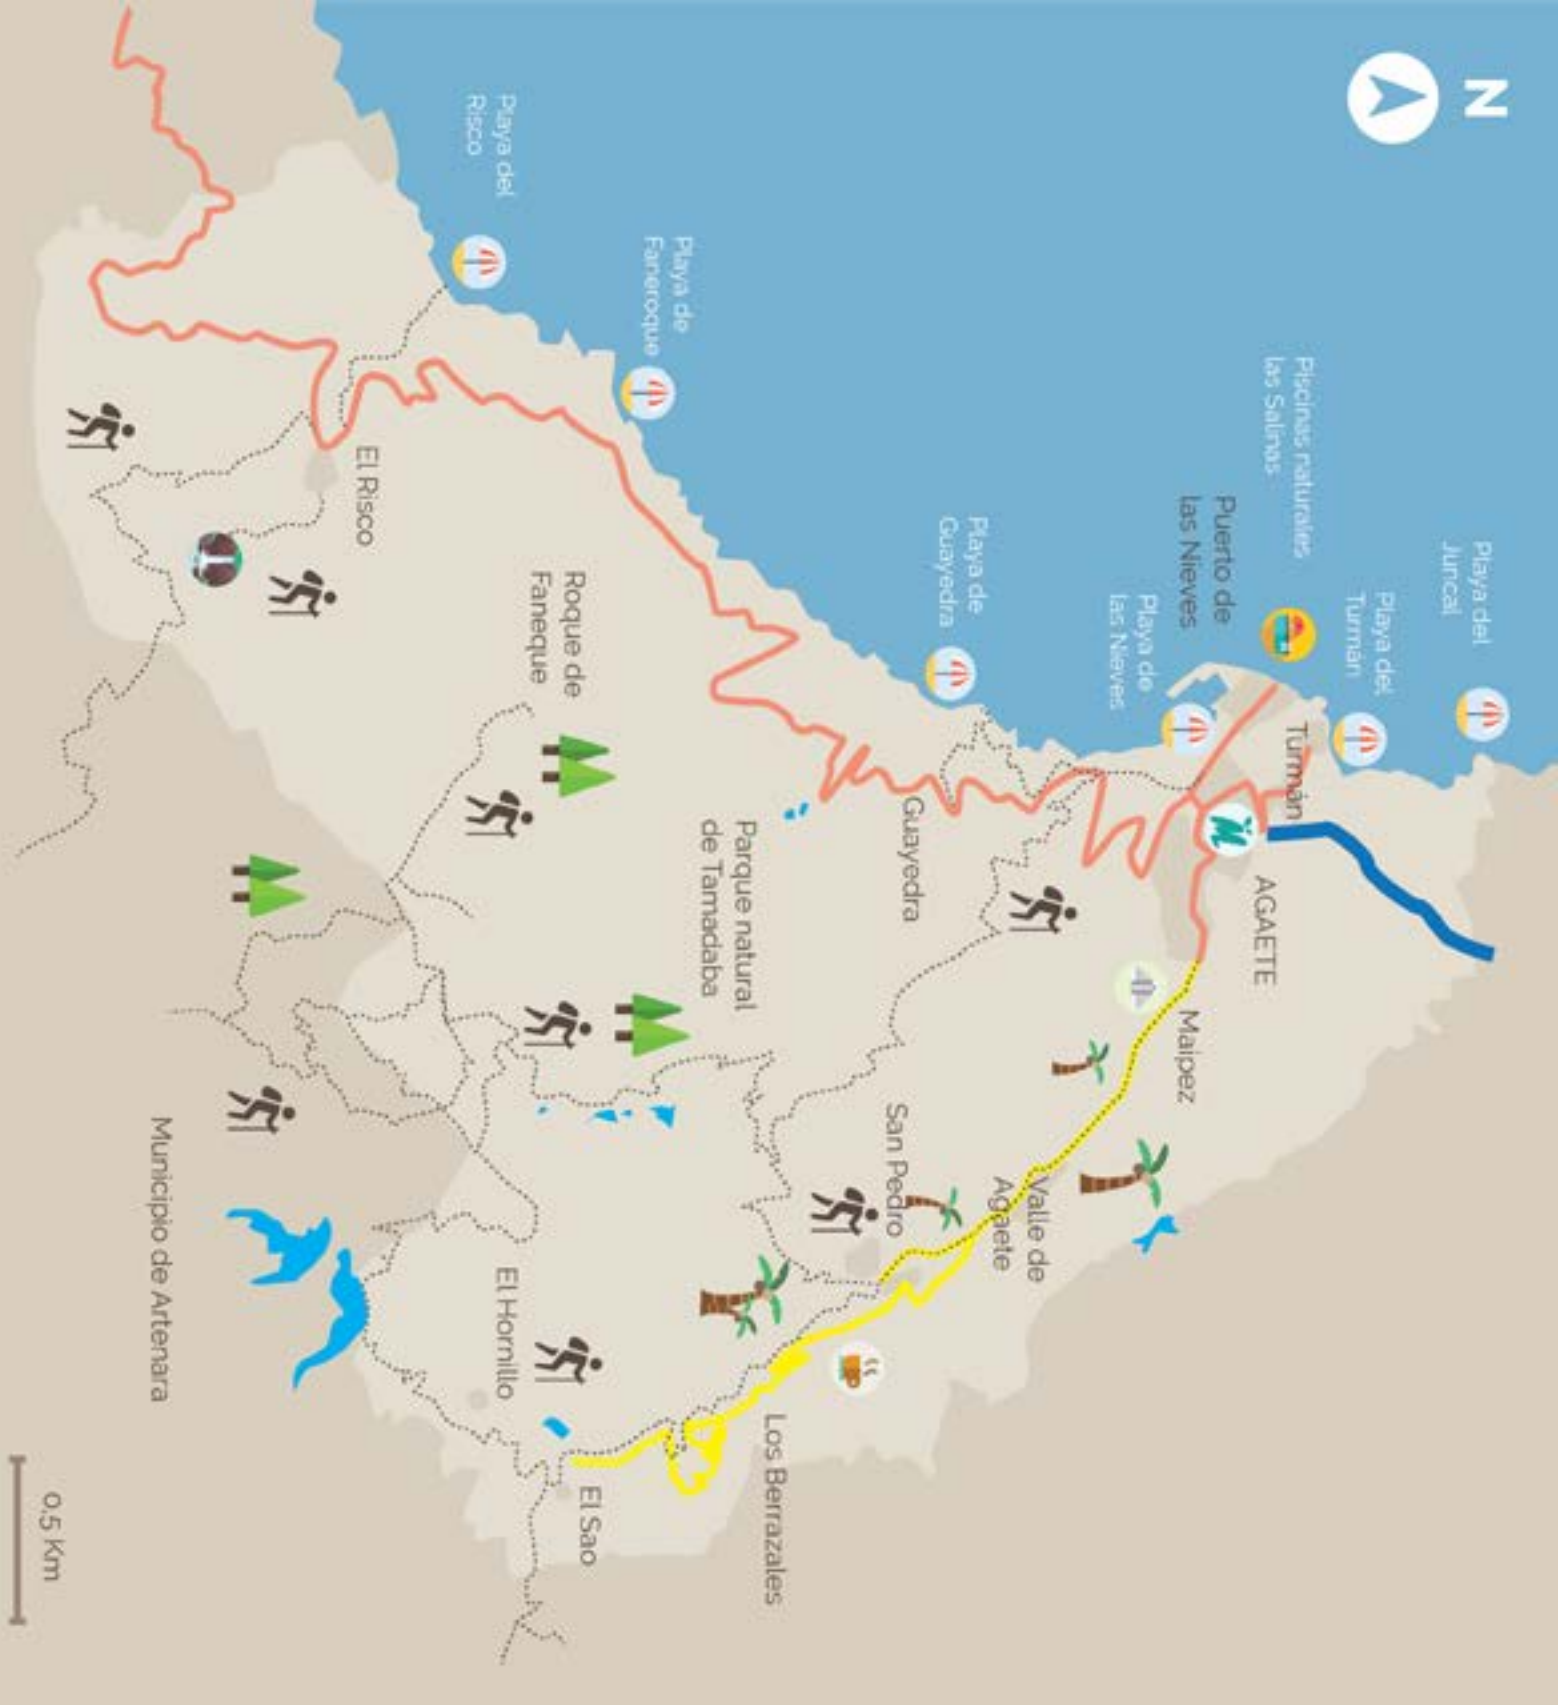 N
Playa del
Juncal
Playa del
Turmán
Piscinas naturales
las Salinas
Turmán
Puerto de
las Nieves
AGAETE
Playa de
las Nieves
Maipez
Playa de
Guayedra
Valle de
Agaete
Guayedra
San Pedro
Los Berrazales
Parque natural
de Tamadaba
Playa de
Faneroque
El Sao
Roque de
Faneque
Playa del
Risco
El Hornillo
El Risco
Municipio de Artenara
0,5 Km